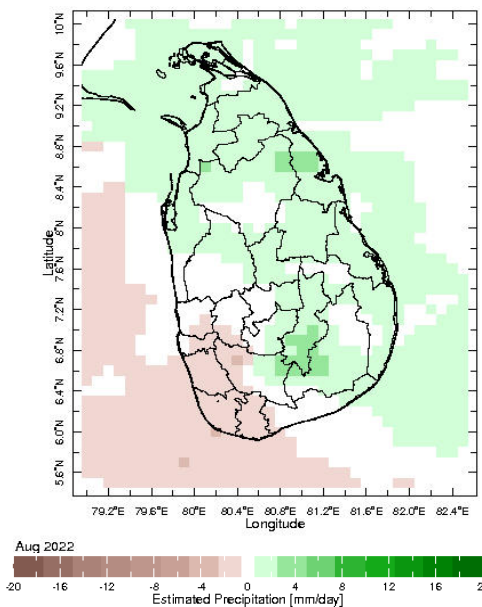 10°N
9.6°N
9.2°N
8.8°N
8.4°N
8°N
7.6°N
7.2°N
6.8°N
6.4°N
6.0°N
5.6°N
Latitude
79.2°E 79.6°E 80°E 80.4°E 80.8°E 81.2°E 81.6°E 82.0°E 82.4°E
Longitude
Aug 2022
-20 -16 -12 -8 -4 0 4 8 12 16 2
Estimated Precipitation [mm/day]